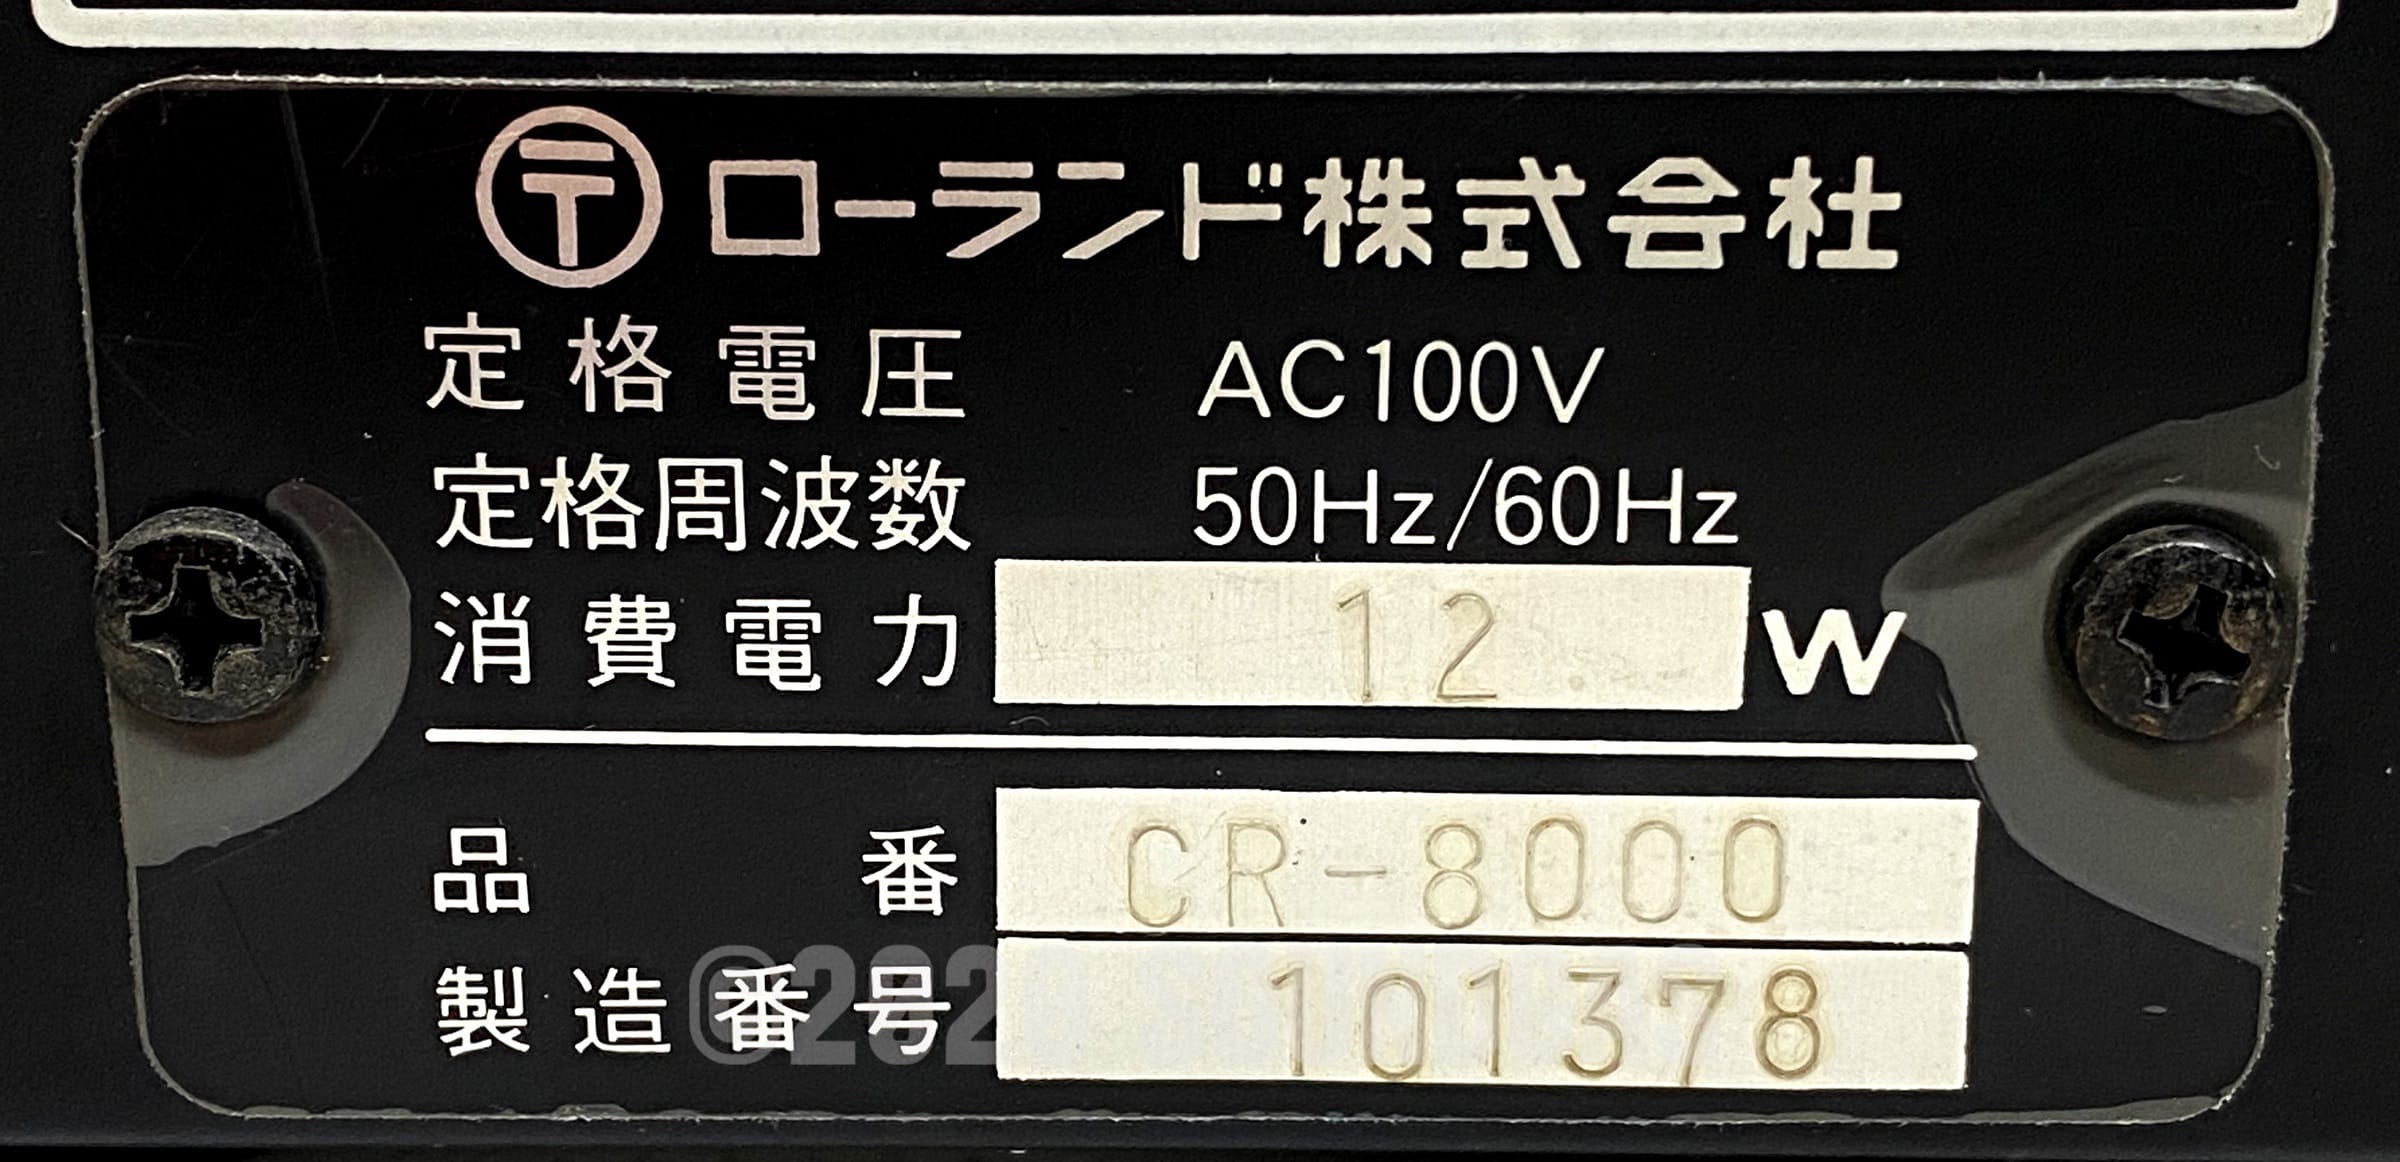 〒 ローランド株式会社
定格電圧 AC100V
定格周波数 50Hz/60Hz
消費電力 12 W
品番 CR-8000
製造番号 101378